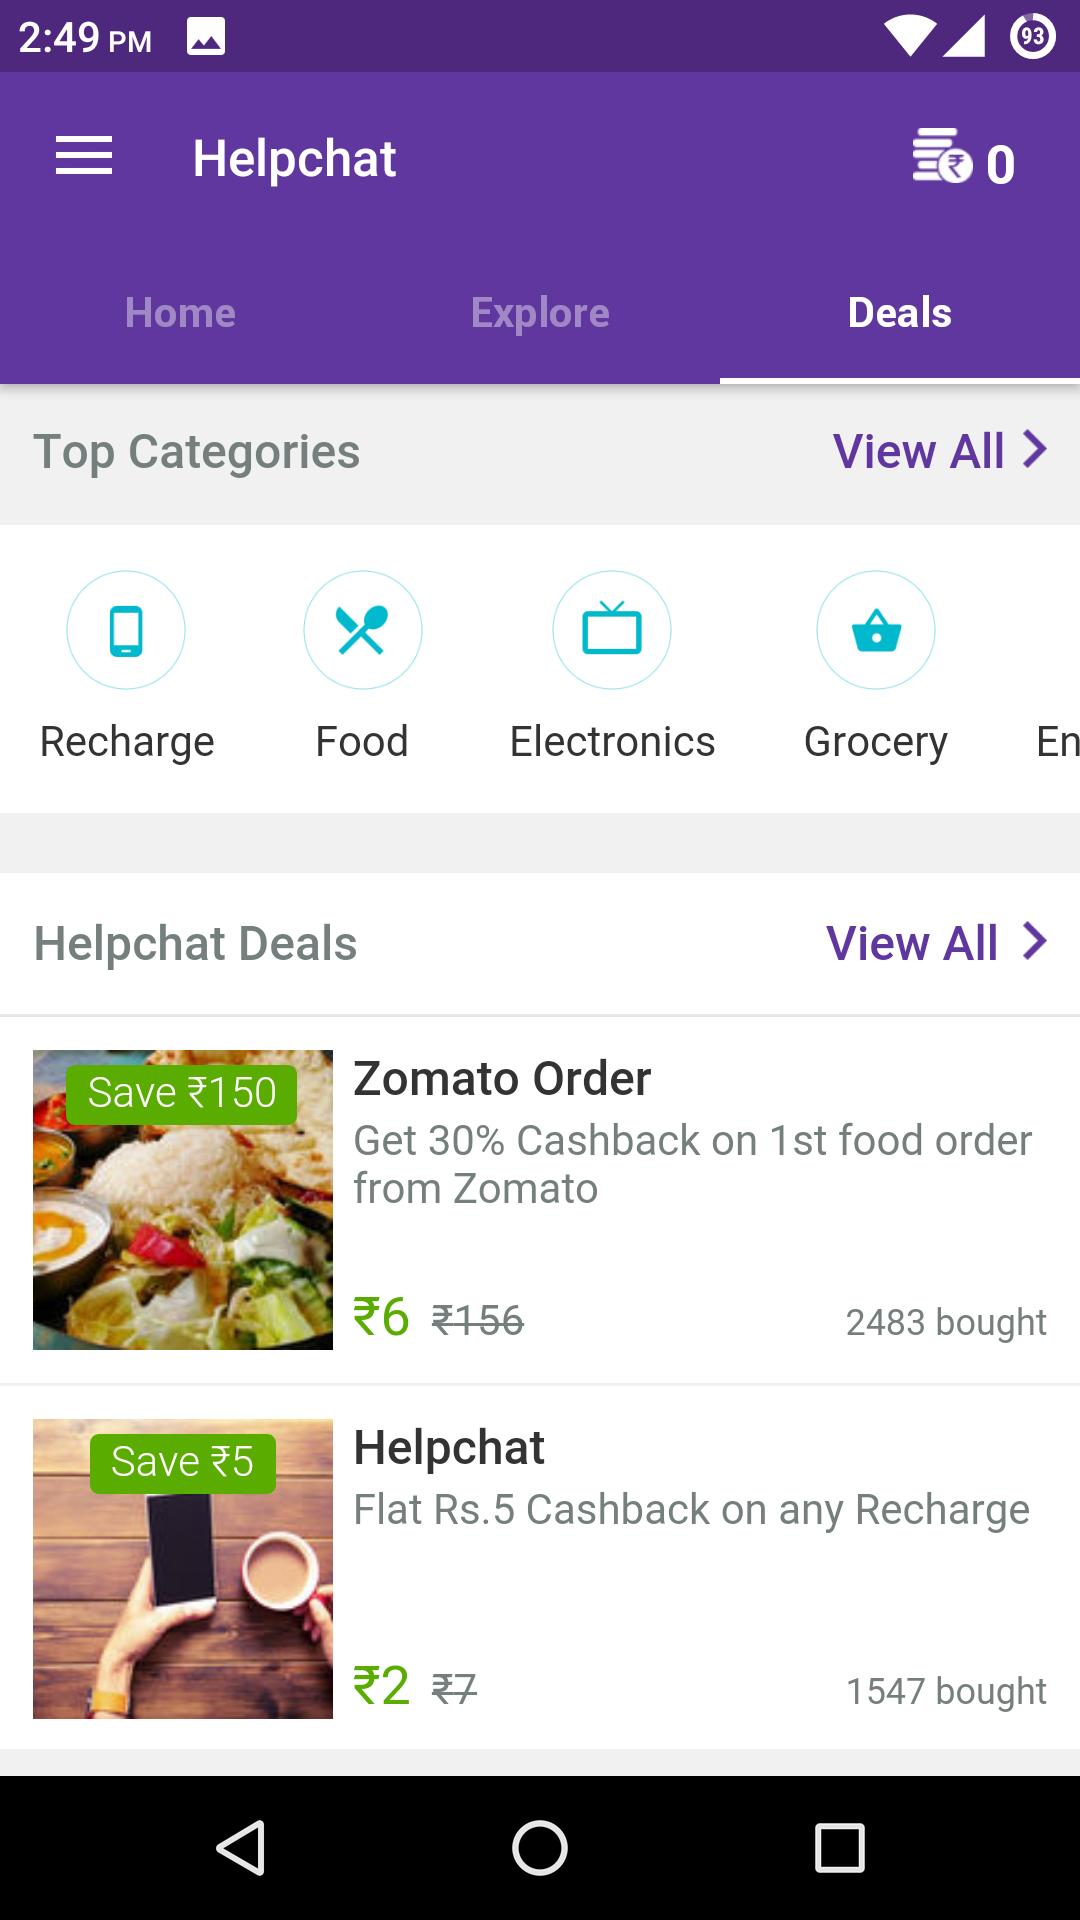 2:49 PM
93
Helpchat
0
Home
Explore
Deals
Top Categories
View All
Recharge
Food
Electronics
Grocery
En
Helpchat Deals
View All
Save ₹150
Zomato Order
Get 30% Cashback on 1st food order
from Zomato
₹6 ₹156
2483 bought
Save ₹5
Helpchat
Flat Rs.5 Cashback on any Recharge
₹2 ₹7
1547 bought